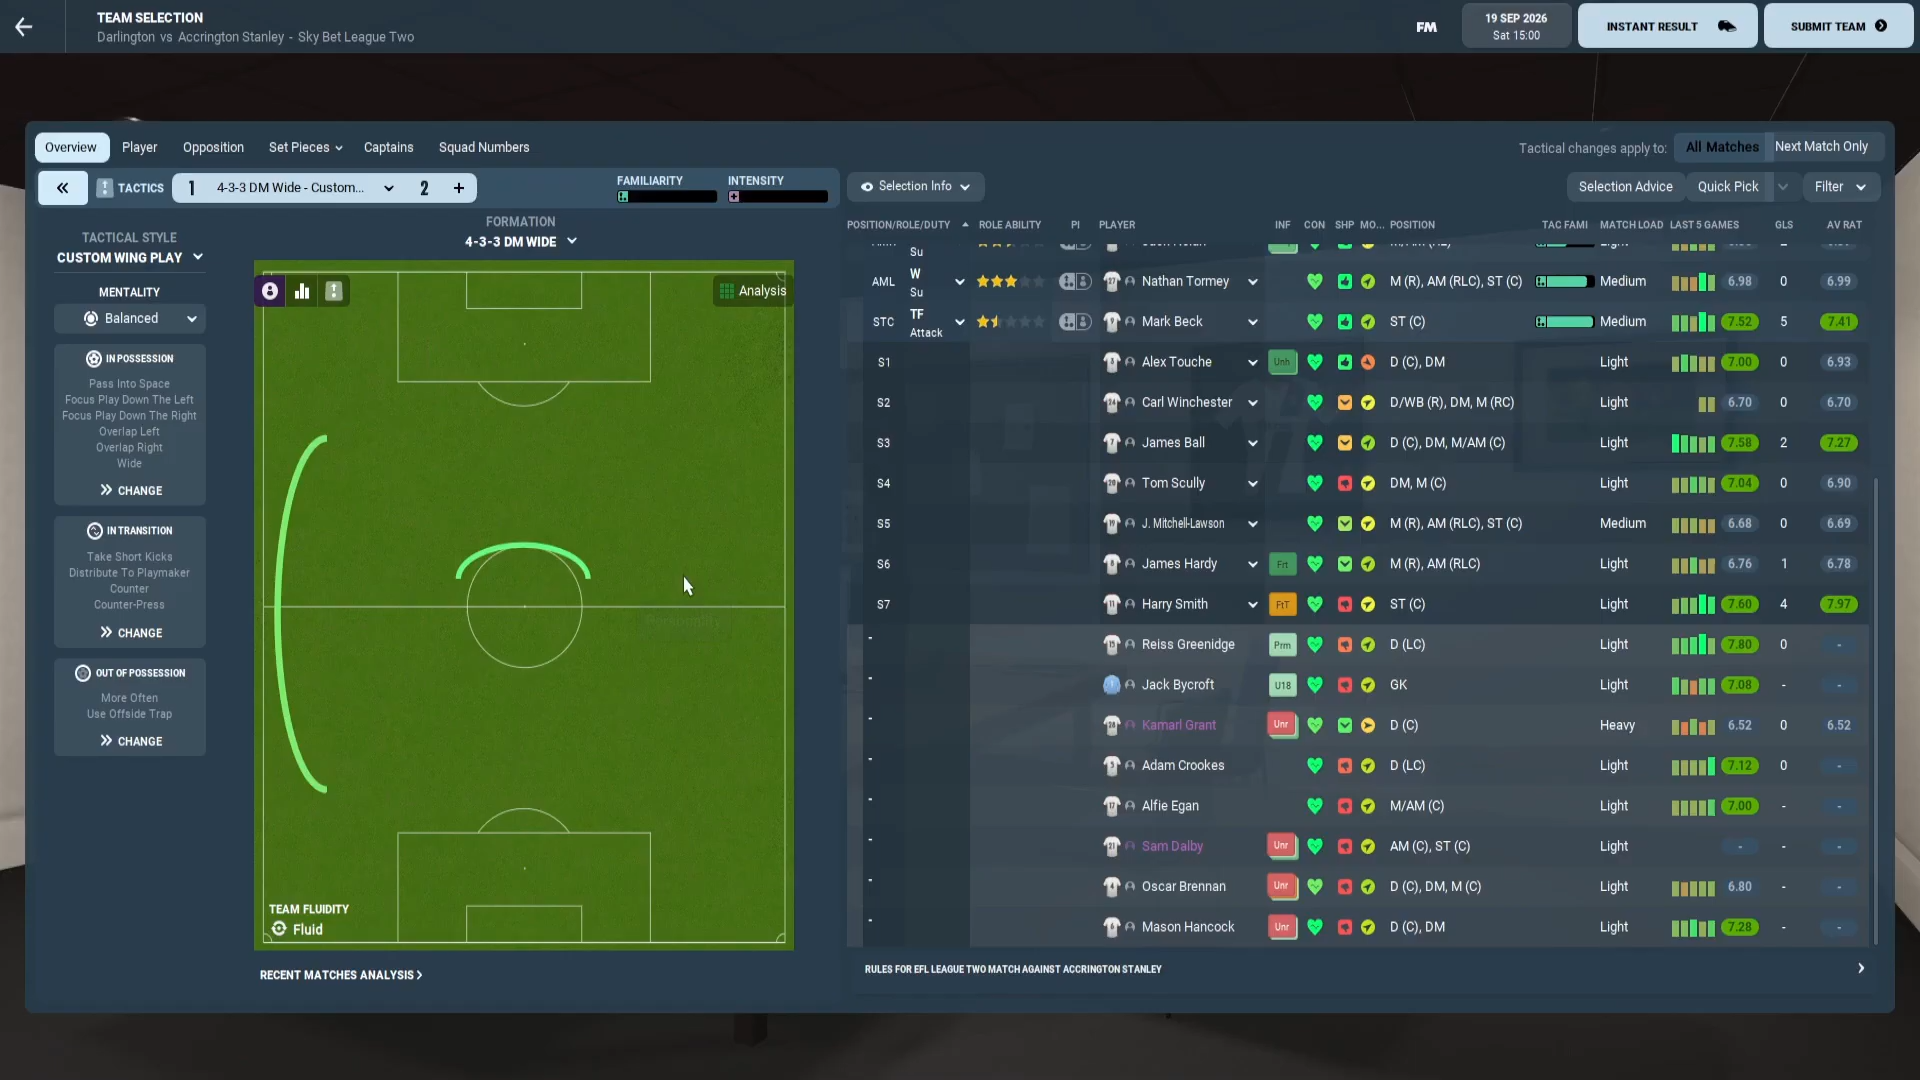 TEAM SELECTION
Darlington vs Accrington Stanley - Sky Bet League Two
FM
19 SEP 2026
Sat 15:00
INSTANT RESULT
SUBMIT TEAM
Overview
Player
Opposition
Set Pieces
Captains
Squad Numbers
Tactical changes apply to:
All Matches
Next Match Only
TACTICS
1
4-3-3 DM Wide - Custom...
2
+
FAMILIARITY
INTENSITY
Selection Info
Selection Advice
Quick Pick
Filter
TACTICAL STYLE
CUSTOM WING PLAY
MENTALITY
Balanced
IN POSSESSION
Pass Into Space
Focus Play Down The Left
Focus Play Down The Right
Overlap Left
Overlap Right
Wide
CHANGE
IN TRANSITION
Take Short Kicks
Distribute To Playmaker
Counter
Counter-Press
CHANGE
OUT OF POSSESSION
More Often
Use Offside Trap
CHANGE
FORMATION
4-3-3 DM WIDE
Analysis
TEAM FLUIDITY
Fluid
RECENT MATCHES ANALYSIS
POSITION/ROLE/DUTY ROLE ABILITY PI PLAYER INF CON SHP MO... POSITION TAC FAMI MATCH LOAD LAST 5 GAMES GLS AV RAT
Su
AML W Su Nathan Tormey M (R), AM (RLC), ST (C) Medium 6.98 0 6.99
STC TF Attack Mark Beck ST (C) Medium 7.52 5 7.41
S1 Alex Touche Unh D (C), DM Light 7.00 0 6.93
S2 Carl Winchester D/WB (R), DM, M (RC) Light 6.70 0 6.70
S3 James Ball D (C), DM, M/AM (C) Light 7.58 2 7.27
S4 Tom Scully DM, M (C) Light 7.04 0 6.90
S5 J. Mitchell-Lawson M (R), AM (RLC), ST (C) Medium 6.68 0 6.69
S6 James Hardy Frt M (R), AM (RLC) Light 6.76 1 6.78
S7 Harry Smith FtT ST (C) Light 7.60 4 7.97
- Reiss Greenidge Prm D (LC) Light 7.80 0 -
- Jack Bycroft U18 GK Light 7.08 - -
- Kamarl Grant Unr D (C) Heavy 6.52 0 6.52
- Adam Crookes D (LC) Light 7.12 0 -
- Alfie Egan M/AM (C) Light 7.00 - -
- Sam Dalby Unr AM (C), ST (C) Light - - -
- Oscar Brennan Unr D (C), DM, M (C) Light 6.80 - -
- Mason Hancock Unr D (C), DM Light 7.28 - -
RULES FOR EFL LEAGUE TWO MATCH AGAINST ACCRINGTON STANLEY